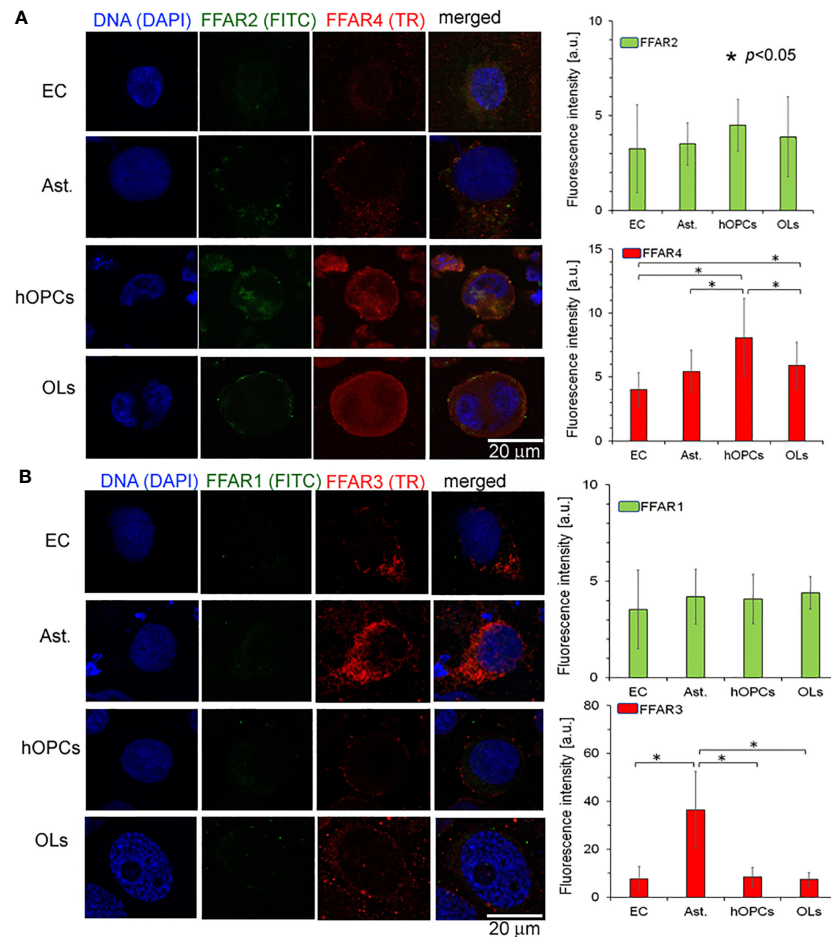 A
DNA (DAPI) FFAR2 (FITC) FFAR4 (TR) merged
EC
Ast.
hOPCs
OLs
20 μm
Fluorescence intensity [a.u.]
10
5
0
FFAR2
* p<0.05
EC Ast. hOPCs OLs
Fluorescence intensity [a.u.]
15
10
5
0
FFAR4
*
*
* *
EC Ast. hOPCs OLs
B
DNA (DAPI) FFAR1 (FITC) FFAR3 (TR) merged
EC
Ast.
hOPCs
OLs
20 μm
Fluorescence intensity [a.u.]
10
5
0
FFAR1
EC Ast. hOPCs OLs
Fluorescence intensity [a.u.]
80
60
40
20
0
FFAR3
*
* *
EC Ast. hOPCs OLs